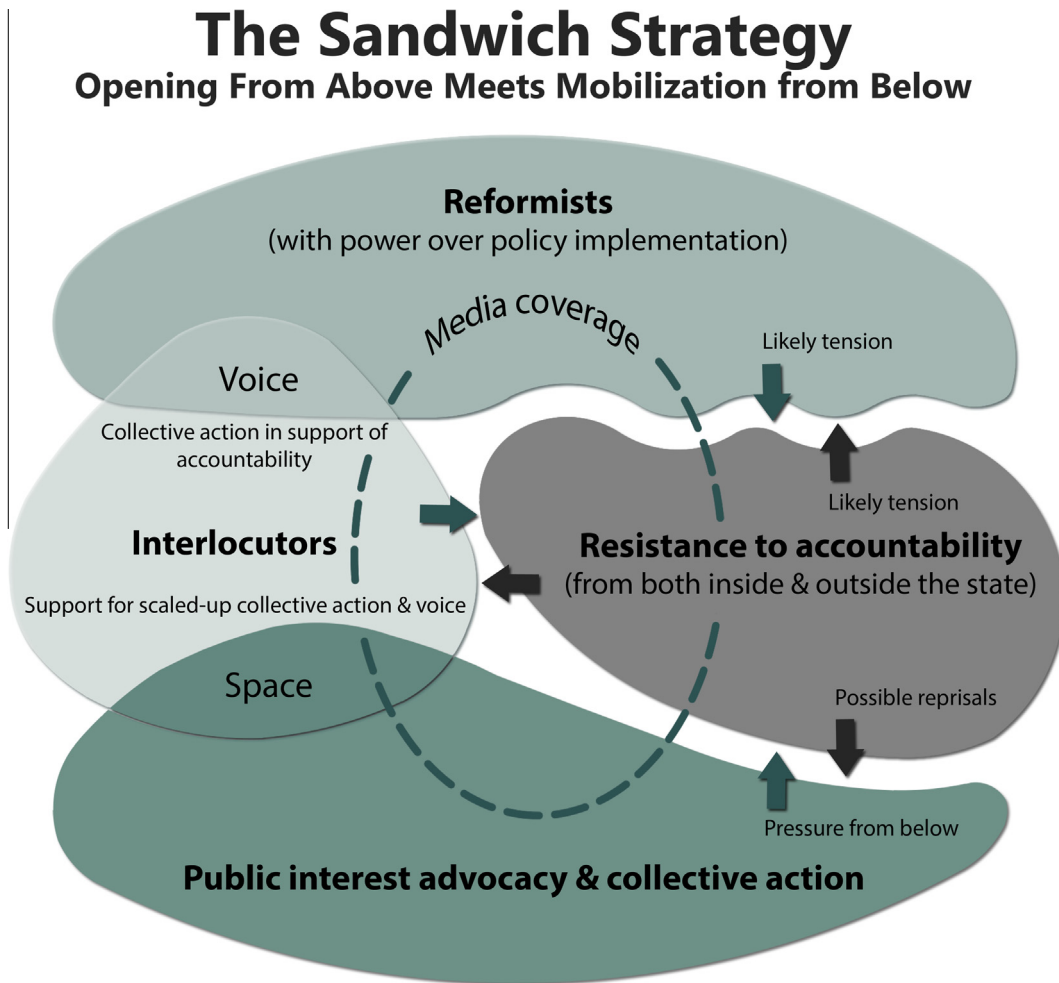 The Sandwich Strategy
Opening From Above Meets Mobilization from Below
Reformists
(with power over policy implementation)
Media coverage
Likely tension
Voice
Collective action in support of
accountability
Likely tension
Interlocutors
Resistance to accountability
(from both inside & outside the state)
Support for scaled-up collective action & voice
Space
Possible reprisals
Pressure from below
Public interest advocacy & collective action